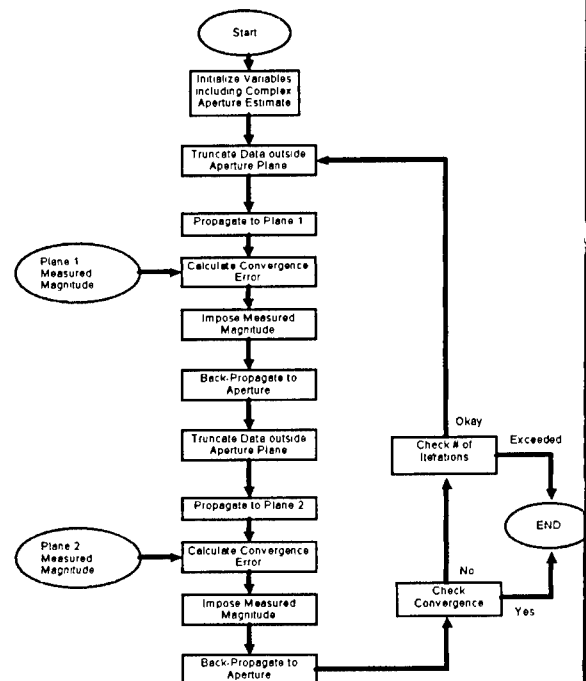 Start
Initialize Variables
including Complex
Aperture Estimate
Truncate Data outside
Aperture Plane
Propagate to Plane 1
Plane 1
Measured
Magnitude
Calculate Convergence
Error
Impose Measured
Magnitude
Back-Propagate to
Aperture
Truncate Data outside
Aperture Plane
Propagate to Plane 2
Plane 2
Measured
Magnitude
Calculate Convergence
Error
Impose Measured
Magnitude
Back-Propagate to
Aperture
Check
Convergence
No
Yes
Check # of
Iterations
Okay
Exceeded
END